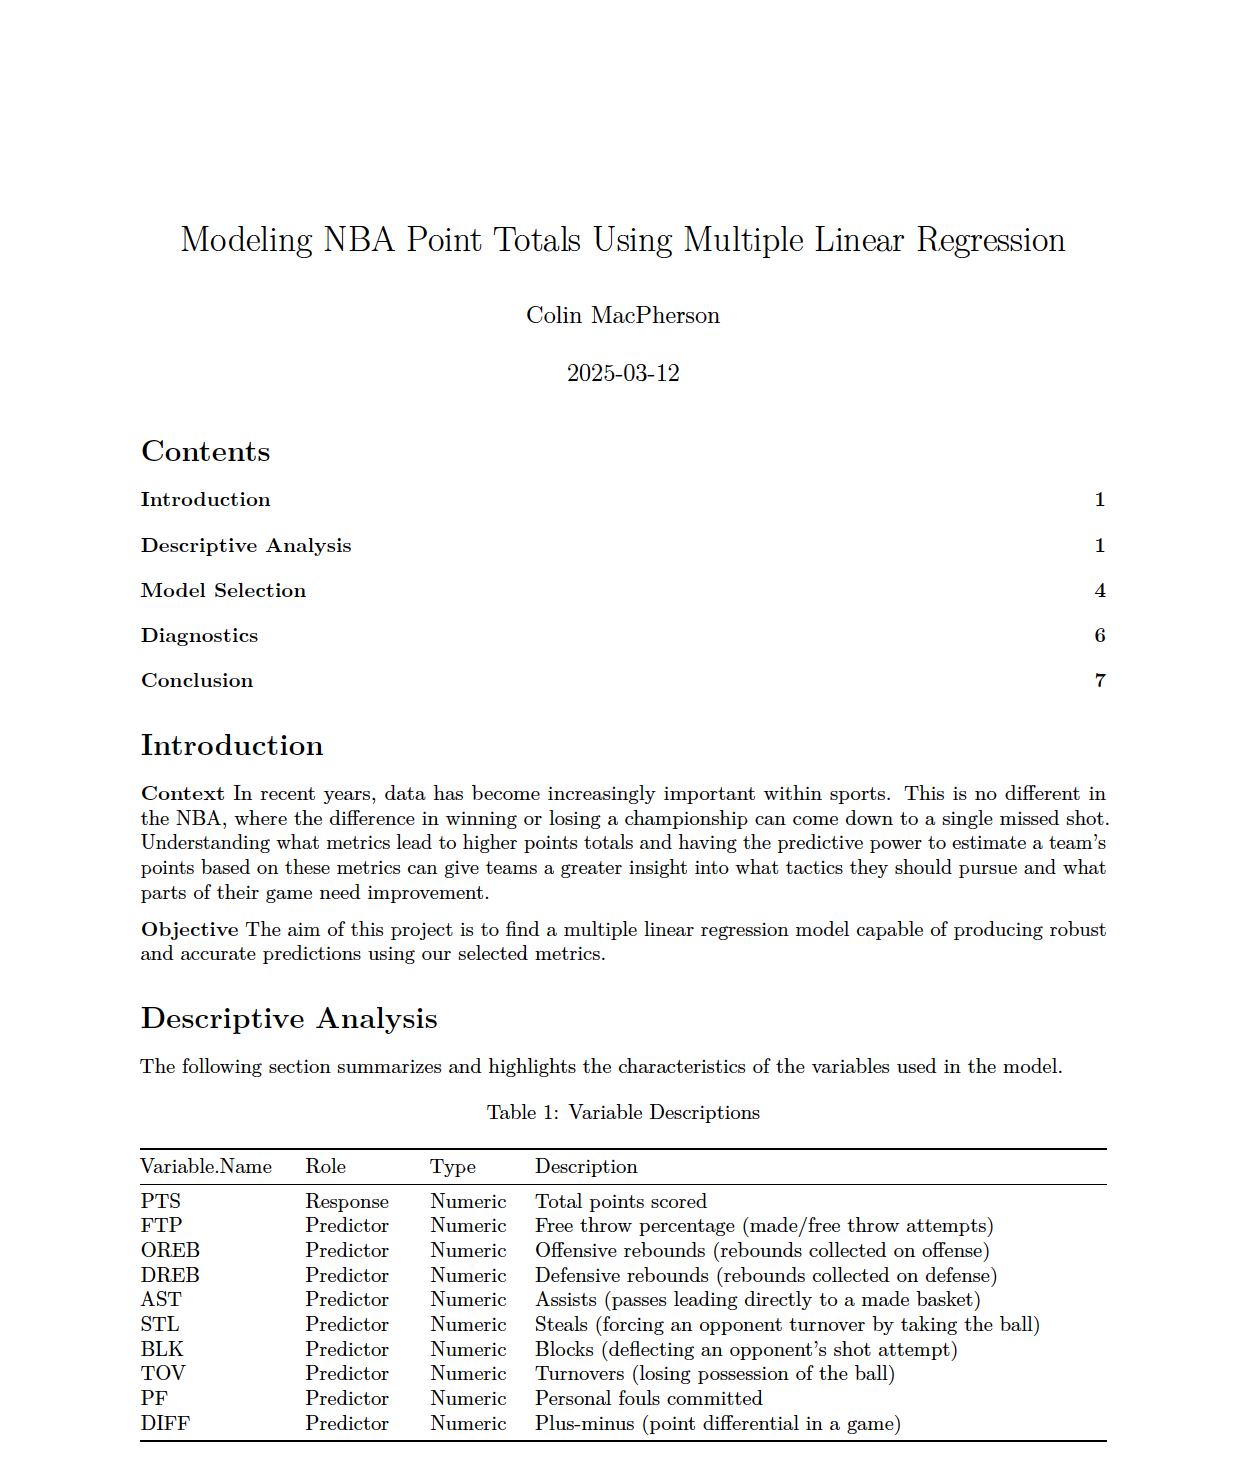 Modeling NBA Point Totals Using Multiple Linear Regression
Colin MacPherson
2025-03-12
Contents
Introduction 1
Descriptive Analysis 1
Model Selection 4
Diagnostics 6
Conclusion 7
Introduction
Context In recent years, data has become increasingly important within sports. This is no different in
the NBA, where the difference in winning or losing a championship can come down to a single missed shot.
Understanding what metrics lead to higher points totals and having the predictive power to estimate a team's
points based on these metrics can give teams a greater insight into what tactics they should pursue and what
parts of their game need improvement.
Objective The aim of this project is to find a multiple linear regression model capable of producing robust
and accurate predictions using our selected metrics.
Descriptive Analysis
The following section summarizes and highlights the characteristics of the variables used in the model.
Table 1: Variable Descriptions
Variable.Name Role Type Description
PTS Response Numeric Total points scored
FTP Predictor Numeric Free throw percentage (made/free throw attempts)
OREB Predictor Numeric Offensive rebounds (rebounds collected on offense)
DREB Predictor Numeric Defensive rebounds (rebounds collected on defense)
AST Predictor Numeric Assists (passes leading directly to a made basket)
STL Predictor Numeric Steals (forcing an opponent turnover by taking the ball)
BLK Predictor Numeric Blocks (deflecting an opponent's shot attempt)
TOV Predictor Numeric Turnovers (losing possession of the ball)
PF Predictor Numeric Personal fouls committed
DIFF Predictor Numeric Plus-minus (point differential in a game)